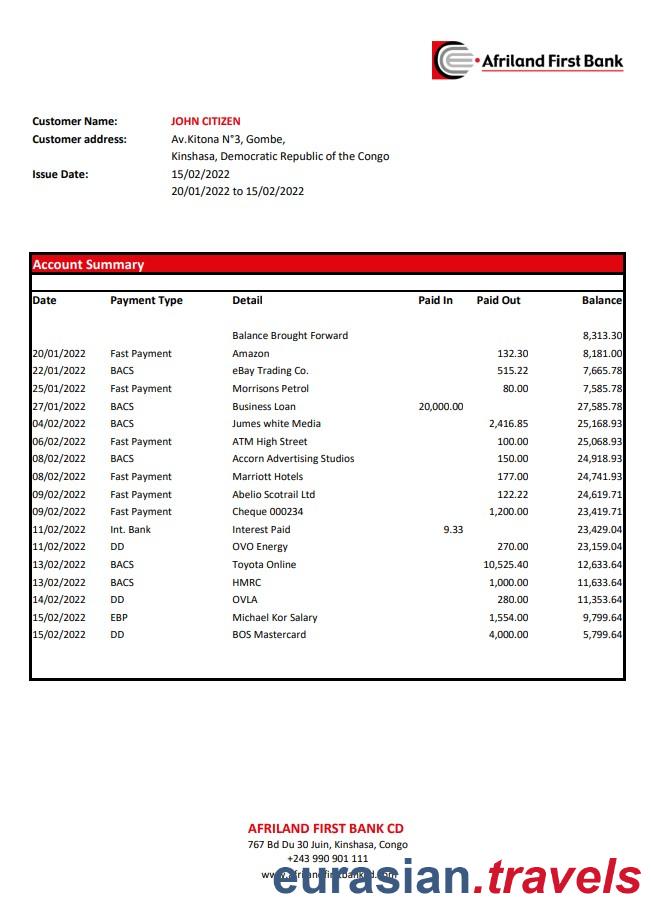 Afriland First Bank
Customer Name: JOHN CITIZEN
Customer address: Av.Kitona N°3, Gombe,
Kinshasa, Democratic Republic of the Congo
Issue Date: 15/02/2022
20/01/2022 to 15/02/2022
Account Summary
Date Payment Type Detail Paid In Paid Out Balance
Balance Brought Forward 8,313.30
20/01/2022 Fast Payment Amazon 132.30 8,181.00
22/01/2022 BACS eBay Trading Co. 515.22 7,665.78
25/01/2022 Fast Payment Morrisons Petrol 80.00 7,585.78
27/01/2022 BACS Business Loan 20,000.00 27,585.78
04/02/2022 BACS Jumes white Media 2,416.85 25,168.93
06/02/2022 Fast Payment ATM High Street 100.00 25,068.93
08/02/2022 BACS Accorn Advertising Studios 150.00 24,918.93
08/02/2022 Fast Payment Marriott Hotels 177.00 24,741.93
09/02/2022 Fast Payment Abelio Scotrail Ltd 122.22 24,619.71
09/02/2022 Fast Payment Cheque 000234 1,200.00 23,419.71
11/02/2022 Int. Bank Interest Paid 9.33 23,429.04
11/02/2022 DD OVO Energy 270.00 23,159.04
13/02/2022 BACS Toyota Online 10,525.40 12,633.64
13/02/2022 BACS HMRC 1,000.00 11,633.64
14/02/2022 DD OVLA 280.00 11,353.64
15/02/2022 EBP Michael Kor Salary 1,554.00 9,799.64
15/02/2022 DD BOS Mastercard 4,000.00 5,799.64
AFRILAND FIRST BANK CD
767 Bd Du 30 Juin, Kinshasa, Congo
+243 990 901 111
eurasian.travels